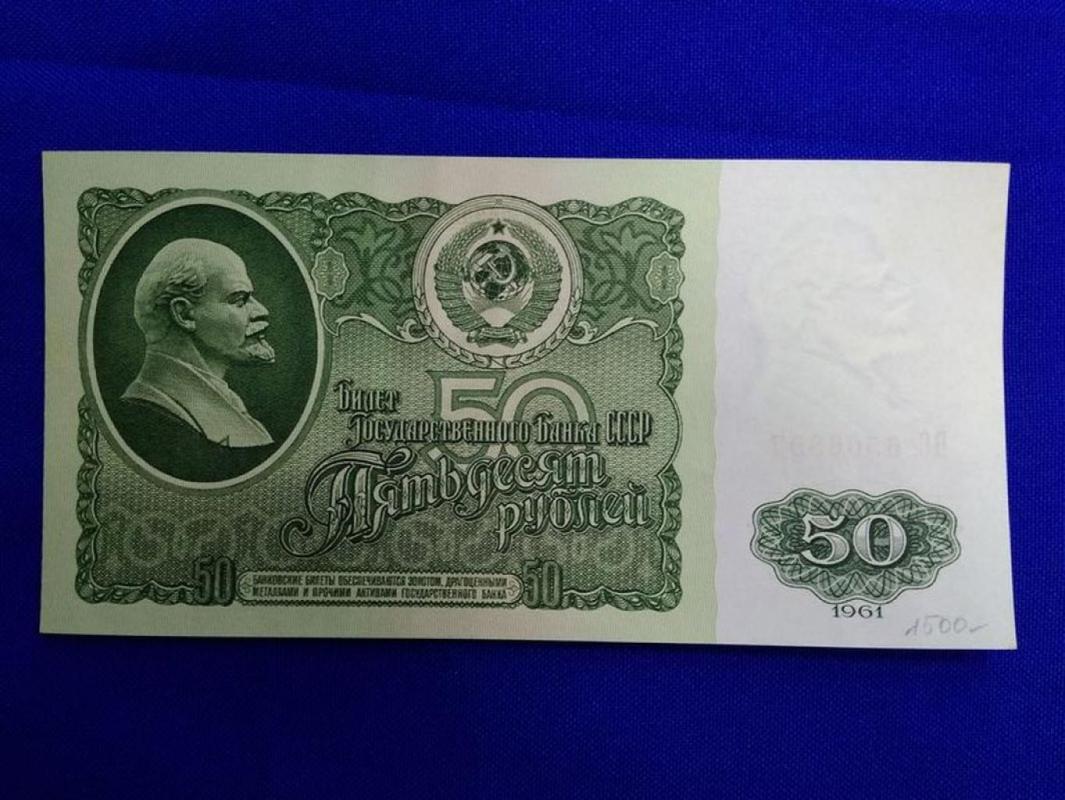 50
Билет
Государственного Банка СССР
Пятьдесят
рублей
50
БАНКОВСКИЕ БИЛЕТЫ ОБЕСПЕЧИВАЮТСЯ ЗОЛОТОМ, ДРАГОЦЕННЫМИ
МЕТАЛЛАМИ И ПРОЧИМИ АКТИВАМИ ГОСУДАРСТВЕННОГО БАНКА
50
50
1961
1500-